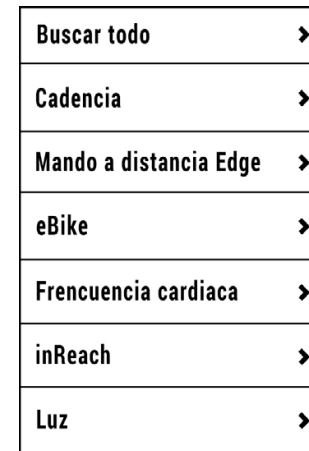 Buscar todo
Cadencia
Mando a distancia Edge
eBike
Frencuencia cardiaca
inReach
Luz